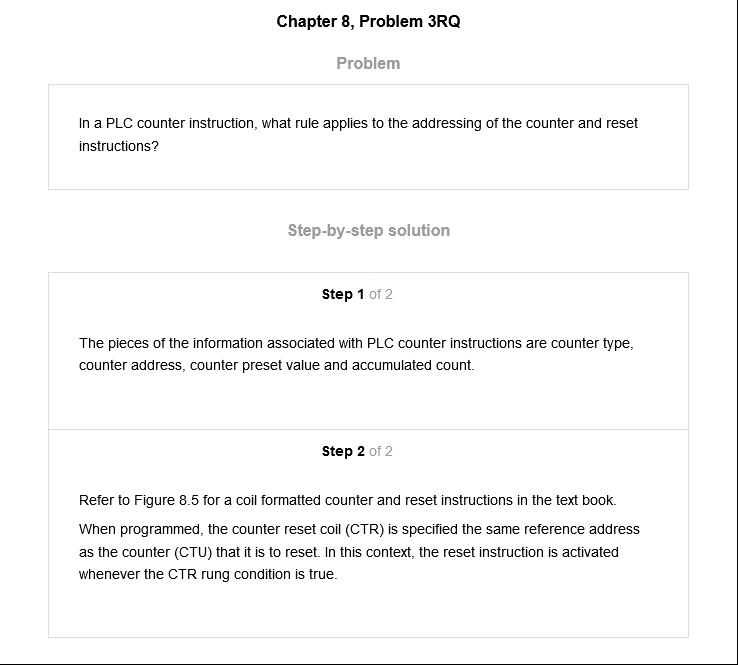 Chapter 8, Problem 3RQ
Problem
In a PLC counter instruction, what rule applies to the addressing of the counter and reset
instructions?
Step-by-step solution
Step 1 of 2
The pieces of the information associated with PLC counter instructions are counter type,
counter address, counter preset value and accumulated count.
Step 2 of 2
Refer to Figure 8.5 for a coil formatted counter and reset instructions in the text book.
When programmed, the counter reset coil (CTR) is specified the same reference address
as the counter (CTU) that it is to reset. In this context, the reset instruction is activated
whenever the CTR rung condition is true.